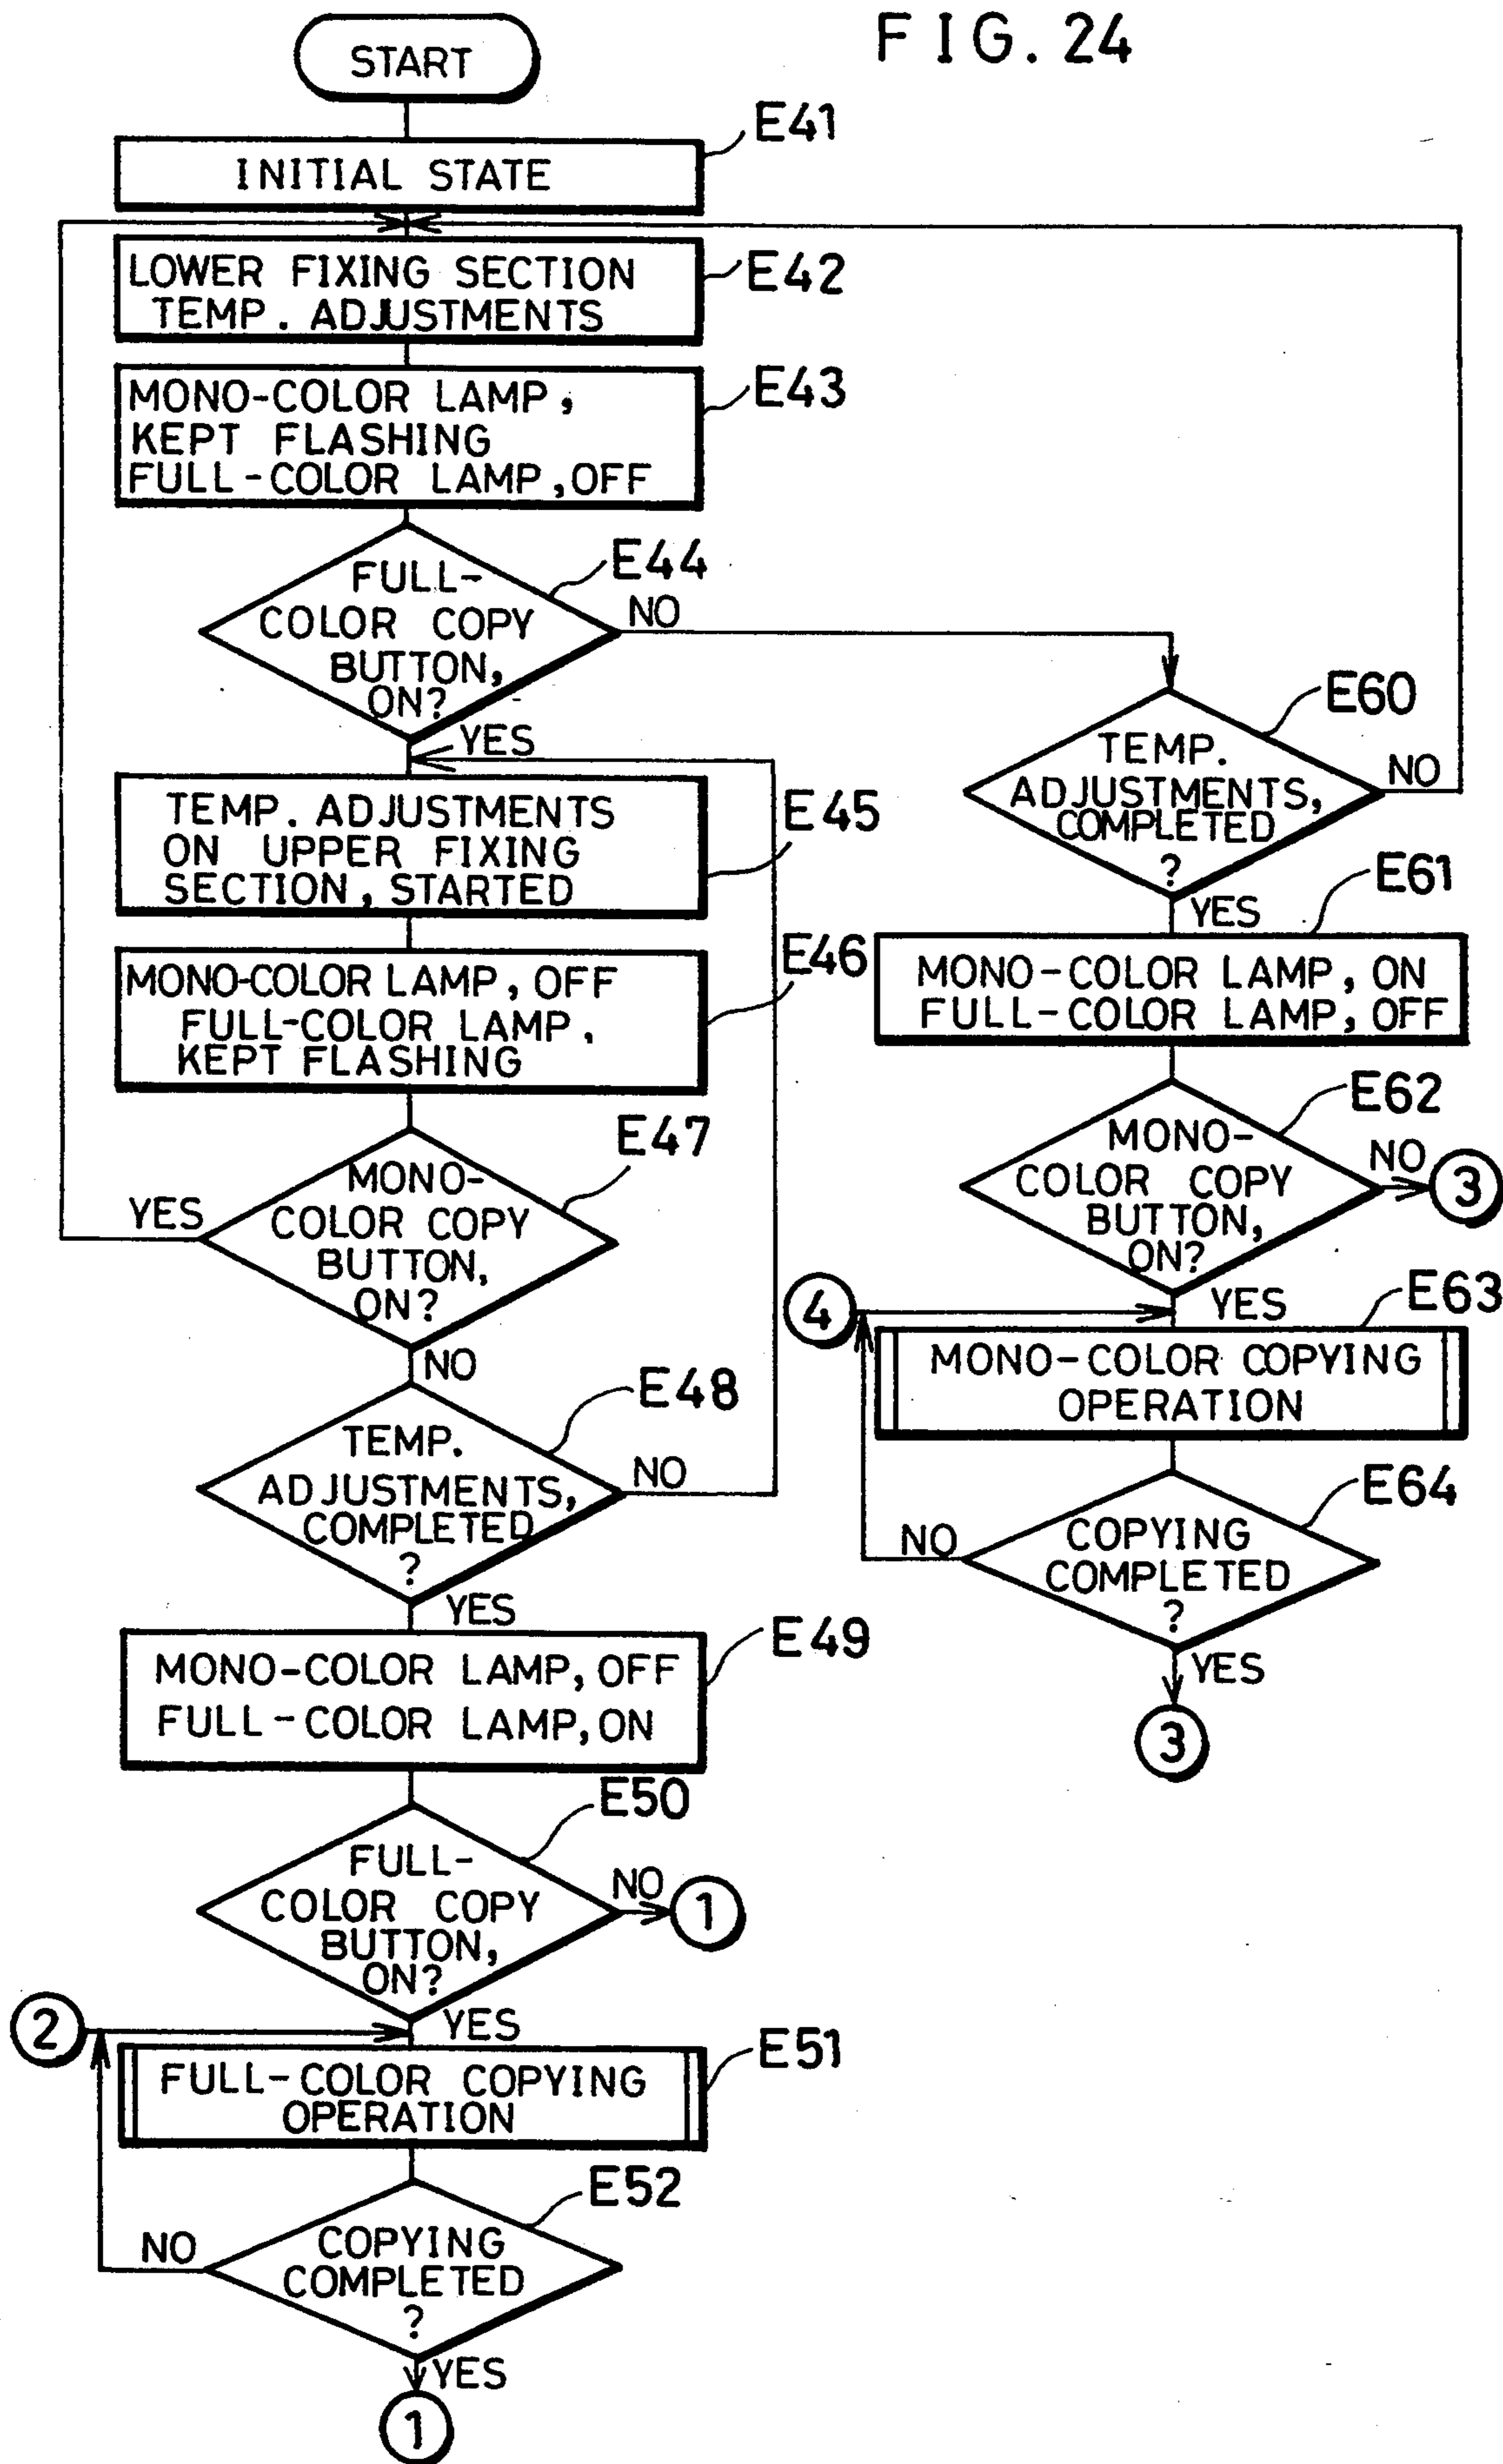 FIG. 24
START
E41
INITIAL STATE
E42
LOWER FIXING SECTION
TEMP. ADJUSTMENTS
E43
MONO-COLOR LAMP,
KEPT FLASHING
FULL-COLOR LAMP, OFF
E44
FULL-
COLOR COPY
BUTTON,
ON?
NO
YES
E45
TEMP. ADJUSTMENTS
ON UPPER FIXING
SECTION, STARTED
E46
MONO-COLOR LAMP, OFF
FULL-COLOR LAMP,
KEPT FLASHING
E47
MONO-
COLOR COPY
BUTTON,
ON?
YES
NO
E48
TEMP.
ADJUSTMENTS,
COMPLETED
?
NO
YES
E49
MONO-COLOR LAMP, OFF
FULL-COLOR LAMP, ON
E50
FULL-
COLOR COPY
BUTTON,
ON?
NO
1
YES
2
E51
FULL-COLOR COPYING
OPERATION
E52
COPYING
COMPLETED
?
NO
YES
1
E60
TEMP.
ADJUSTMENTS,
COMPLETED
?
NO
YES
E61
MONO-COLOR LAMP, ON
FULL-COLOR LAMP, OFF
E62
MONO-
COLOR COPY
BUTTON,
ON?
NO
3
YES
4
E63
MONO-COLOR COPYING
OPERATION
E64
COPYING
COMPLETED
?
NO
YES
3